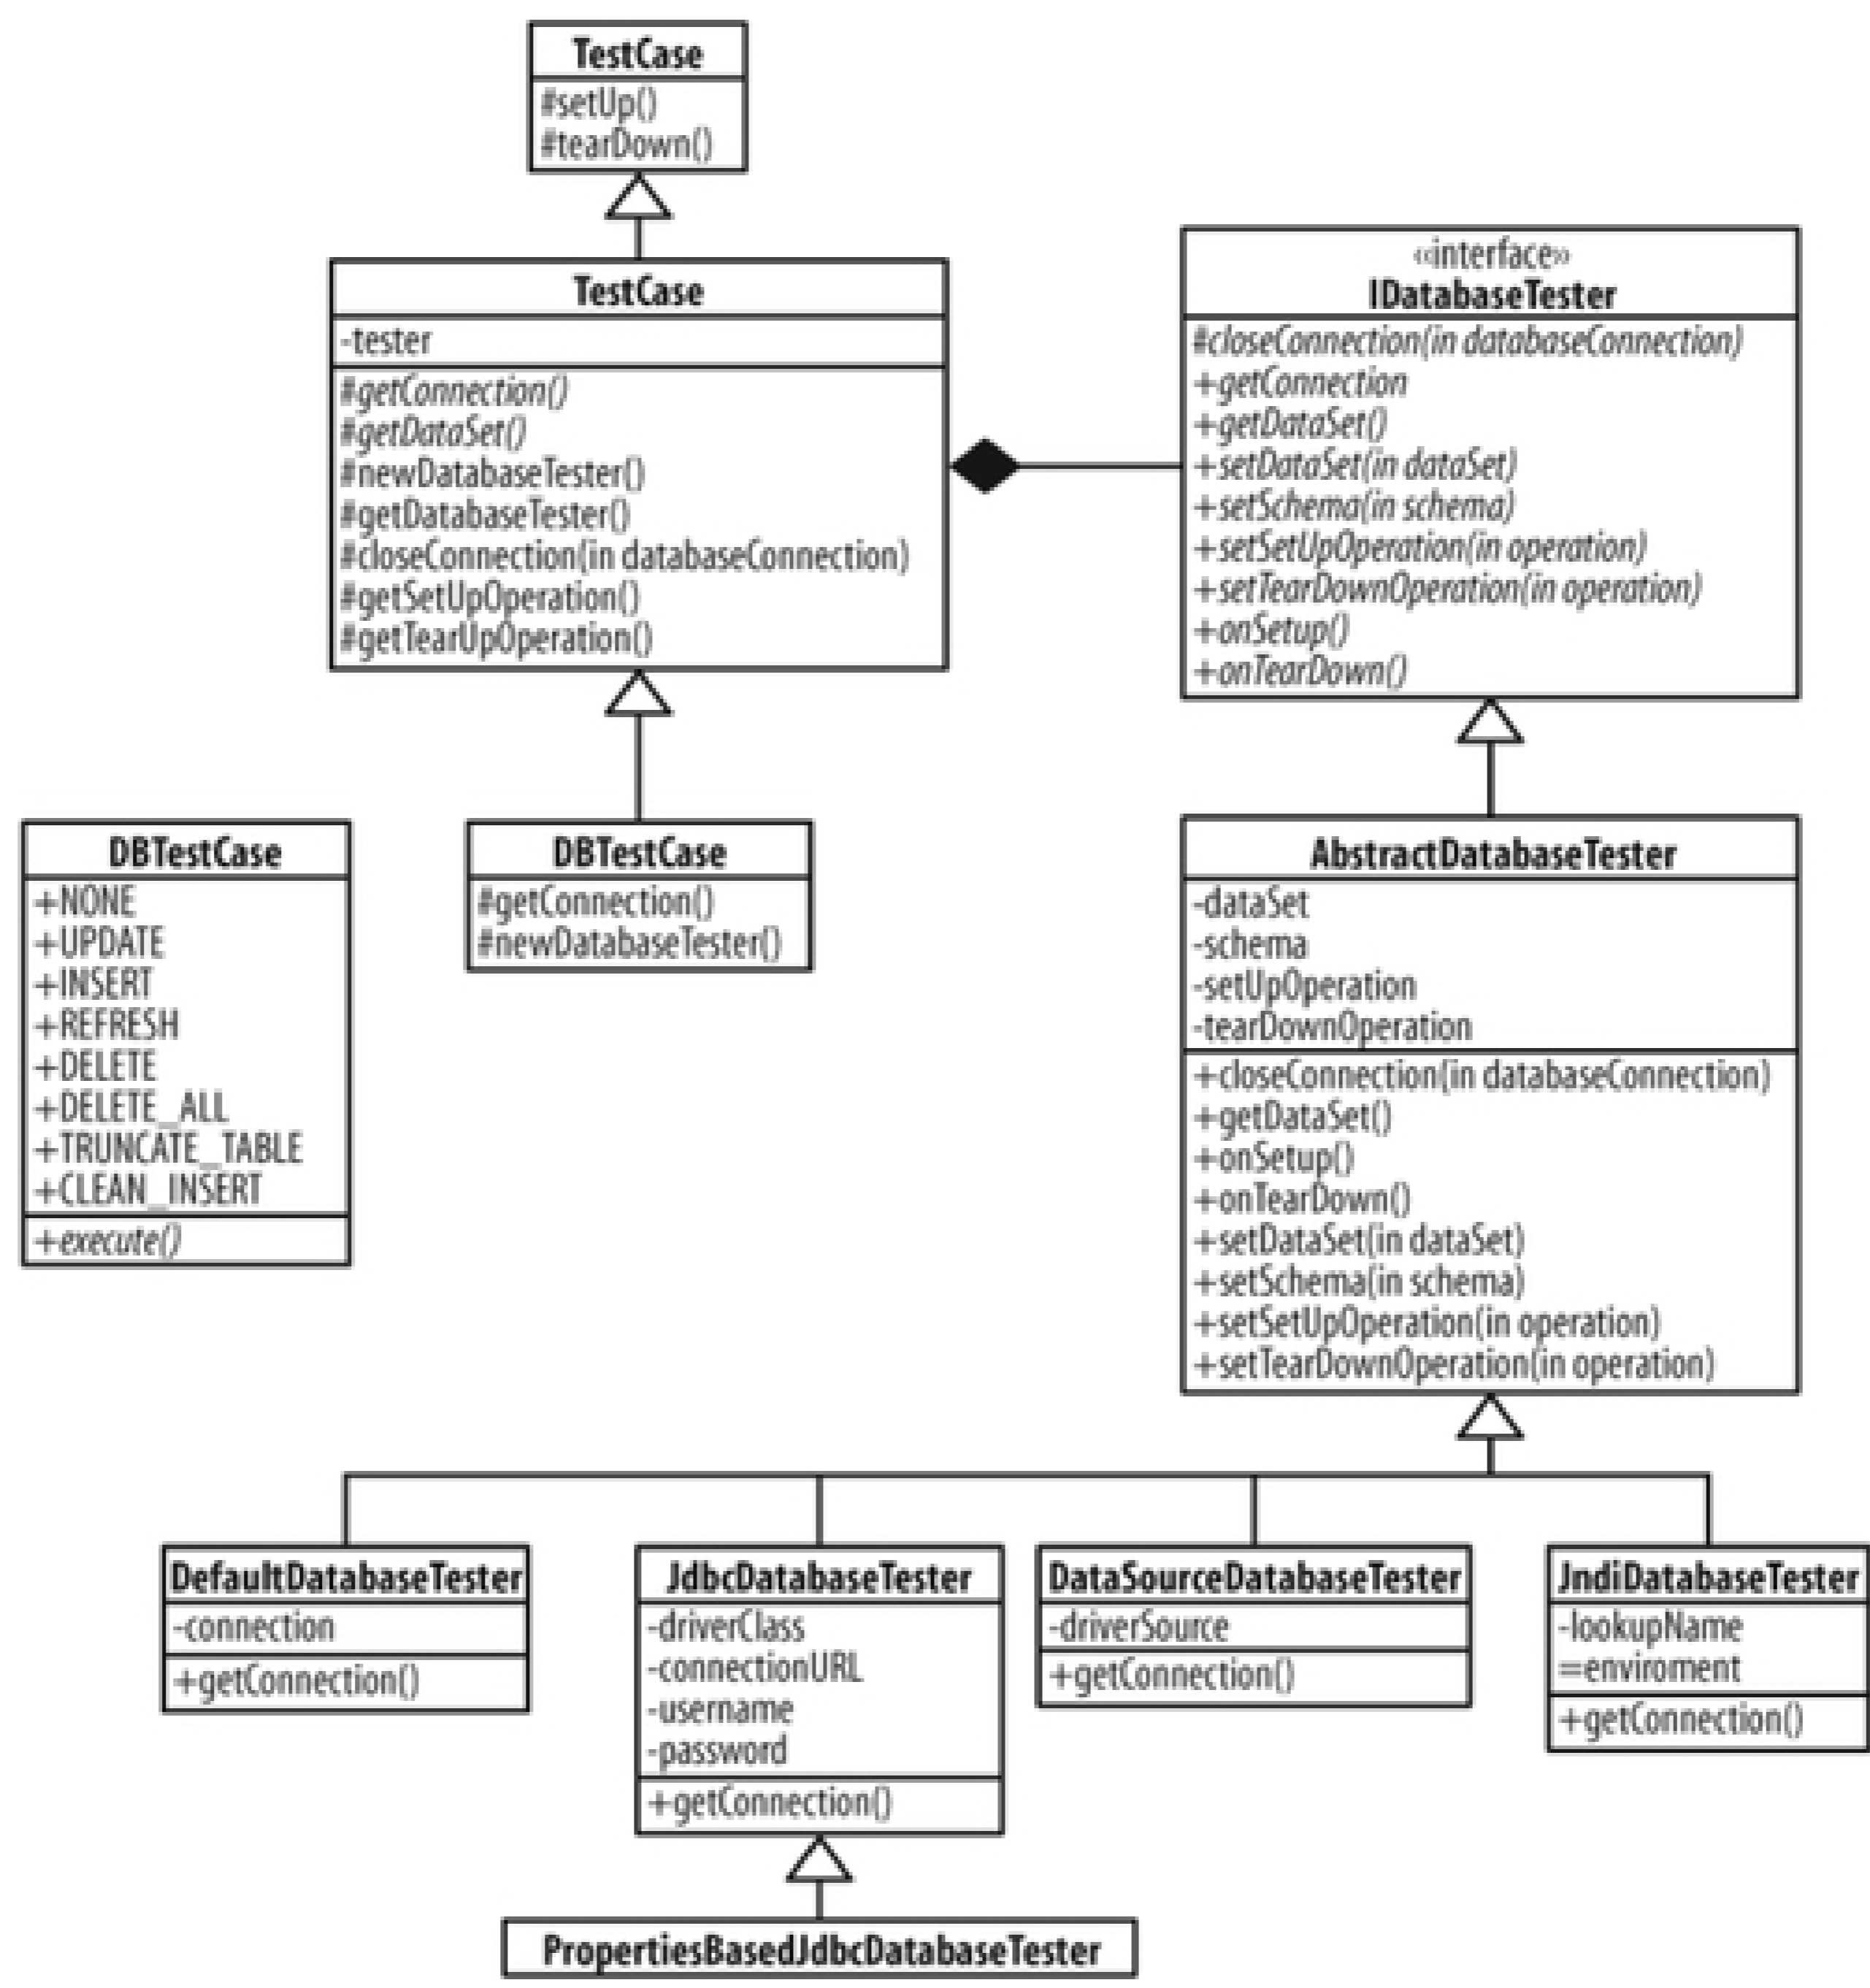 TestCase
#setUp()
#tearDown()
TestCase
-tester
#getConnection()
#getDataSet()
#newDatabaseTester()
#getDatabaseTester()
#closeConnection(in databaseConnection)
#getSetUpOperation()
#getTearUpOperation()
«interface»
IDatabaseTester
#closeConnection(in databaseConnection)
+getConnection
+getDataSet()
+setDataSet(in dataSet)
+setSchema(in schema)
+setSetUpOperation(in operation)
+setTearDownOperation(in operation)
+onSetup()
+onTearDown()
DBTestCase
+NONE
+UPDATE
+INSERT
+REFRESH
+DELETE
+DELETE_ALL
+TRUNCATE_TABLE
+CLEAN_INSERT
+execute()
DBTestCase
#getConnection()
#newDatabaseTester()
AbstractDatabaseTester
-dataSet
-schema
-setUpOperation
-tearDownOperation
+closeConnection(in databaseConnection)
+getDataSet()
+onSetup()
+onTearDown()
+setDataSet(in dataSet)
+setSchema(in schema)
+setSetUpOperation(in operation)
+setTearDownOperation(in operation)
DefaultDatabaseTester
-connection
+getConnection()
JdbcDatabaseTester
-driverClass
-connectionURL
-username
-password
+getConnection()
DataSourceDatabaseTester
-driverSource
+getConnection()
JndiDatabaseTester
-lookupName
=enviroment
+getConnection()
PropertiesBasedJdbcDatabaseTester